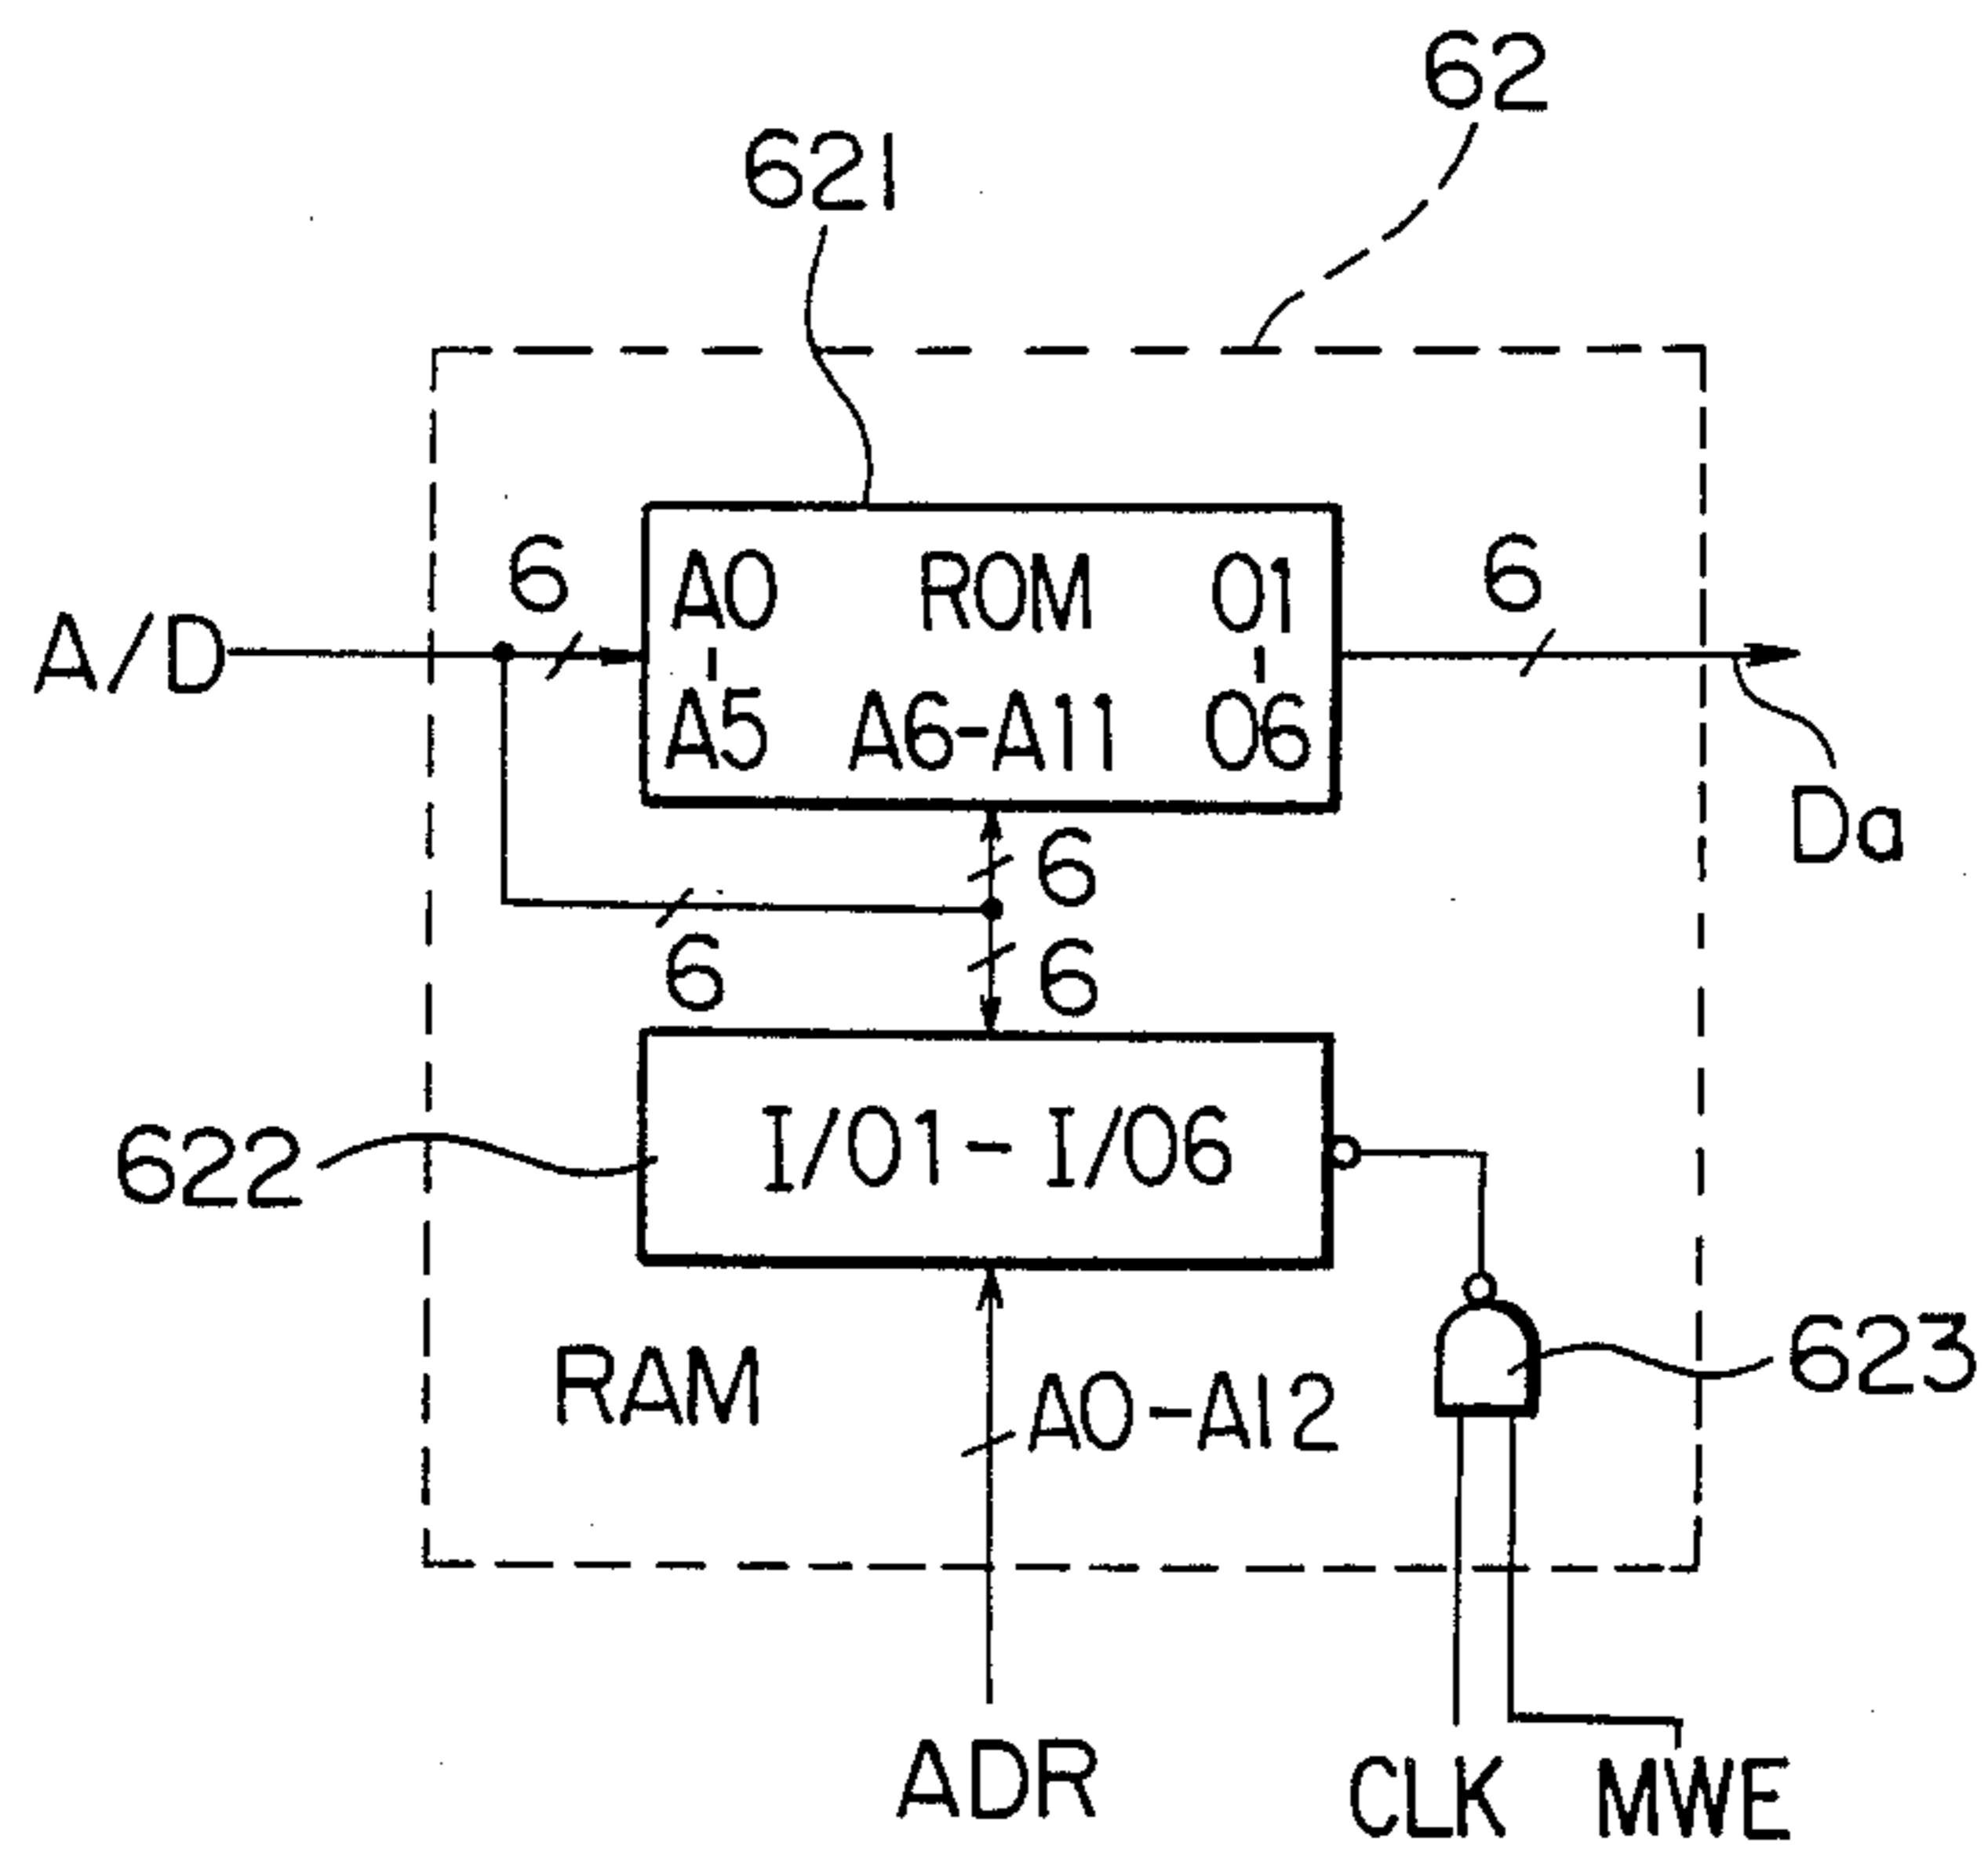 62
621
6
A0 ROM 01
6
A/D
-
-
A5 A6-A11 06
Da
6
6
6
I/01 - I/06
622
623
RAM
A0-A12
ADR
CLK
MWE